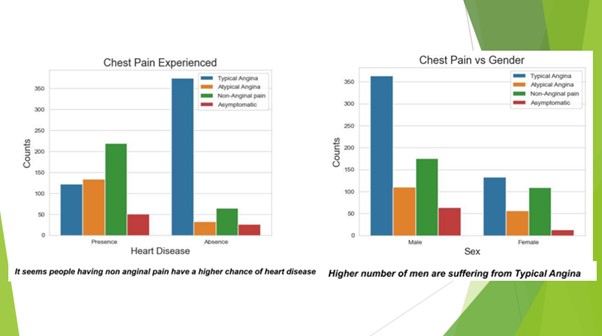 Chest Pain Experienced
Typical Angina
Atypical Angina
Non-Anginal pain
Asymptomatic
350
300
250
200
150
100
50
0
Counts
Presence
Absence
Heart Disease
It seems people having non anginal pain have a higher chance of heart disease
Chest Pain vs Gender
Typical Angina
Atypical Angina
Non-Anginal pain
Asymptomatic
350
300
250
200
150
100
50
0
Counts
Male
Female
Sex
Higher number of men are suffering from Typical Angina